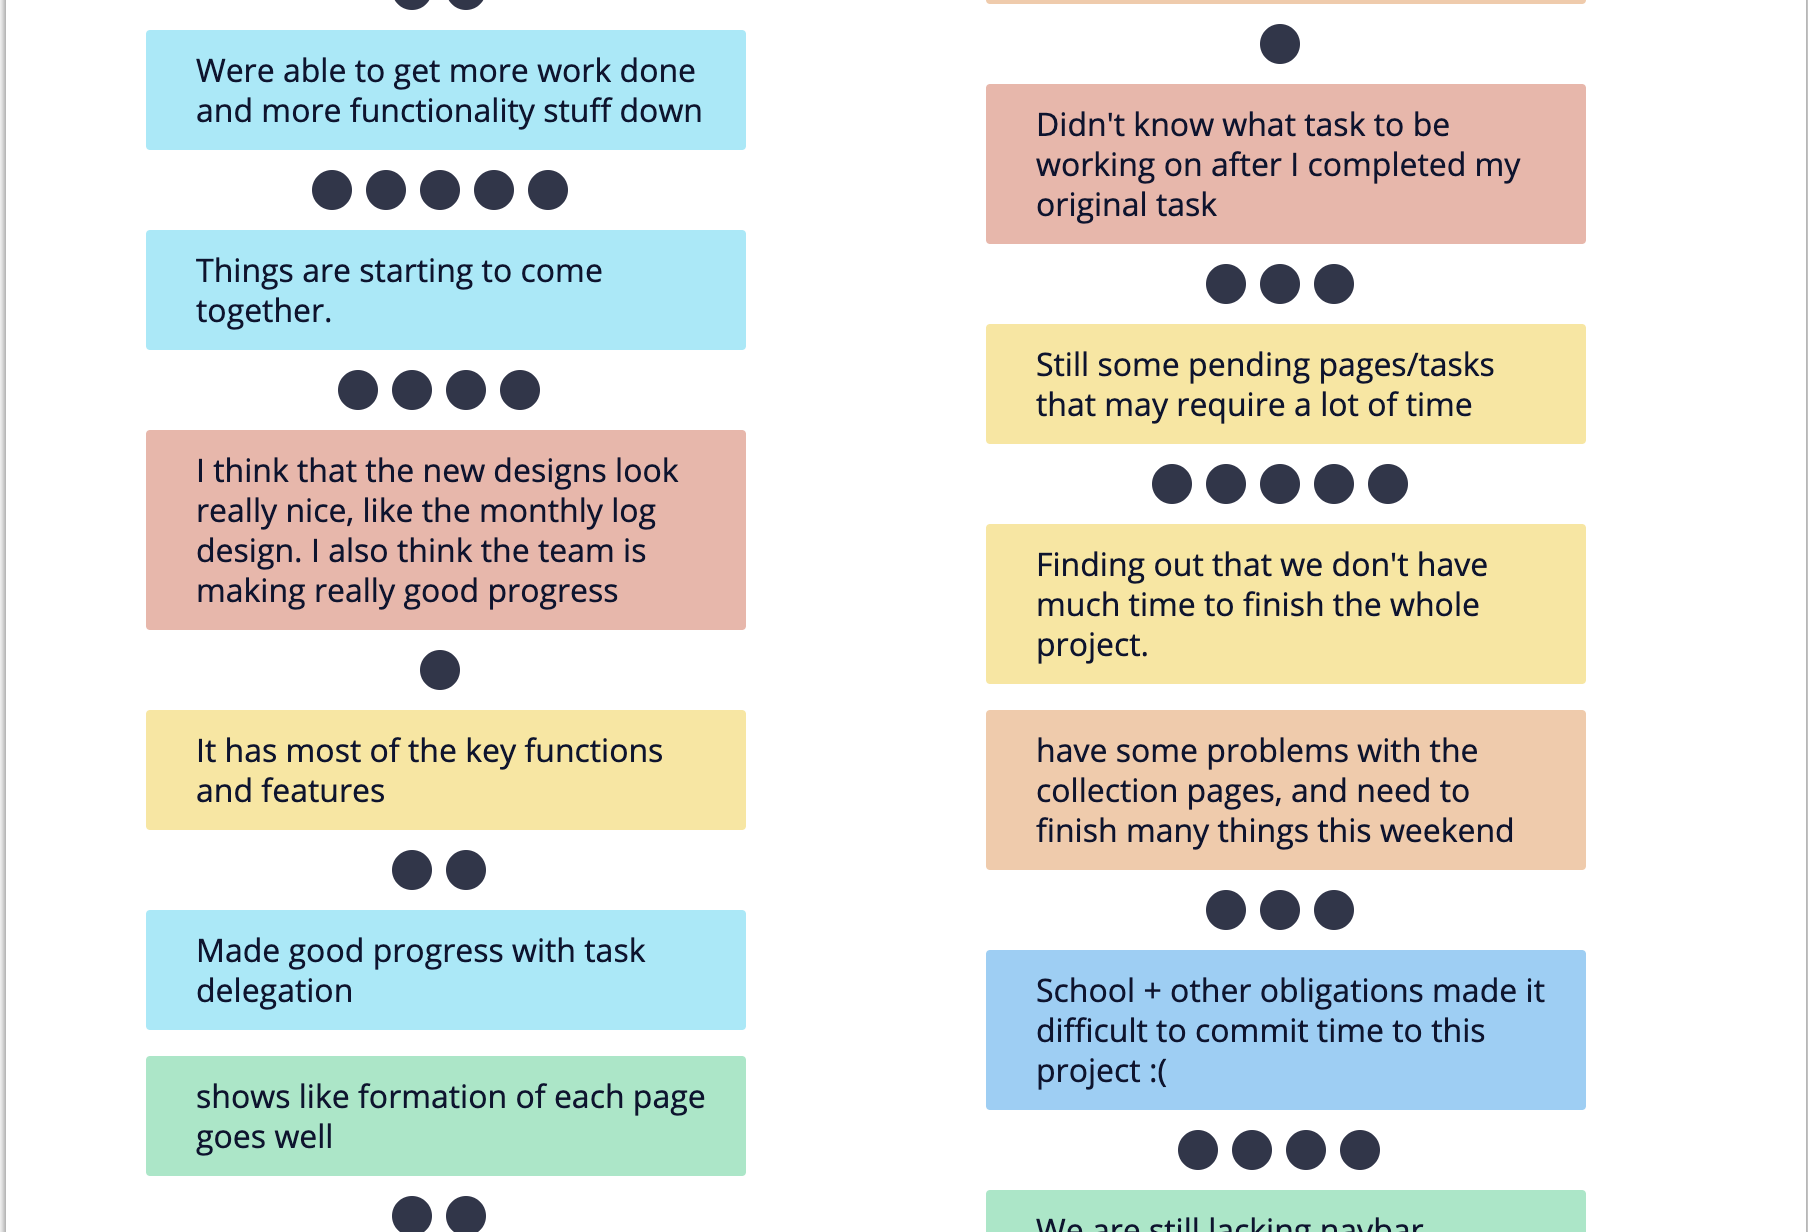 Were able to get more work done
and more functionality stuff down
Things are starting to come
together.
I think that the new designs look
really nice, like the monthly log
design. I also think the team is
making really good progress
It has most of the key functions
and features
Made good progress with task
delegation
shows like formation of each page
goes well
Didn't know what task to be
working on after I completed my
original task
Still some pending pages/tasks
that may require a lot of time
Finding out that we don't have
much time to finish the whole
project.
have some problems with the
collection pages, and need to
finish many things this weekend
School + other obligations made it
difficult to commit time to this
project :(
We are still lacking navbar